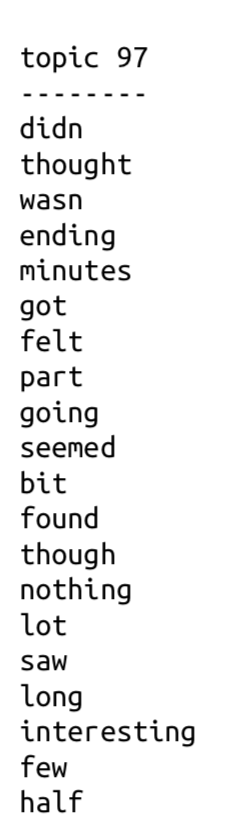 topic 97
--------
didn
thought
wasn
ending
minutes
got
felt
part
going
seemed
bit
found
though
nothing
lot
saw
long
interesting
few
half